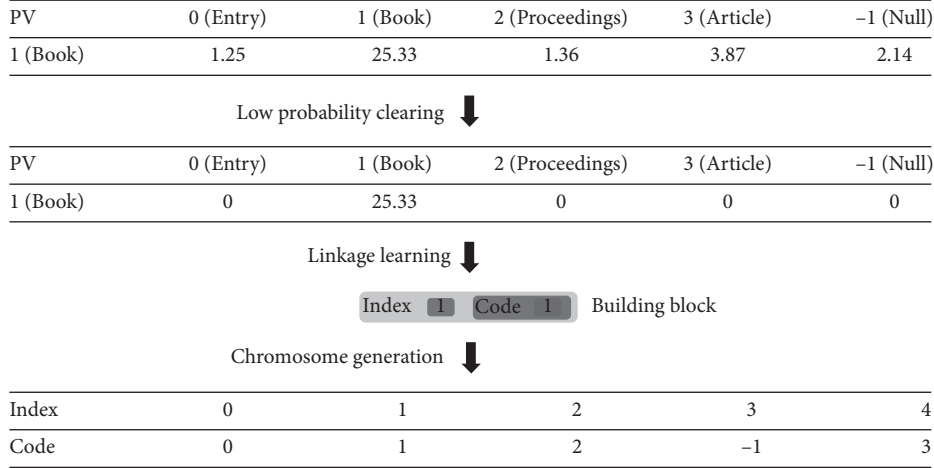 PV 0 (Entry) 1 (Book) 2 (Proceedings) 3 (Article) –1 (Null)
1 (Book) 1.25 25.33 1.36 3.87 2.14
Low probability clearing
PV 0 (Entry) 1 (Book) 2 (Proceedings) 3 (Article) –1 (Null)
1 (Book) 0 25.33 0 0 0
Linkage learning
Index 1 Code 1 Building block
Chromosome generation
Index 0 1 2 3 4
Code 0 1 2 –1 3